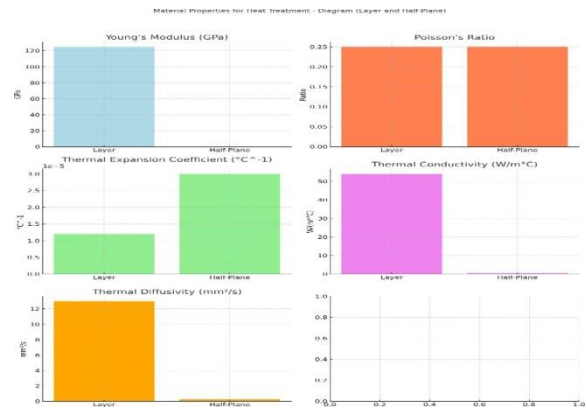 Material Properties for Heat Treatment - Diagram (Layer and Half-Plane)
Young's Modulus (GPa)
120
100
80
60
40
20
0
GPa
Layer
Half-Plane
Poisson's Ratio
0.25
0.20
0.15
0.10
0.05
0.00
Ratio
Layer
Half-Plane
Thermal Expansion Coefficient (°C^-1)
1e-5
3.0
2.5
2.0
1.5
1.0
0.5
0.0
°C^-1
Layer
Half-Plane
Thermal Conductivity (W/m°C)
50
40
30
20
10
0
W/m°C
Layer
Half-Plane
Thermal Diffusivity (mm²/s)
12
10
8
6
4
2
0
mm²/s
Layer
Half-Plane
1.0
0.8
0.6
0.4
0.2
0.0
0.0
0.2
0.4
0.6
0.8
1.0